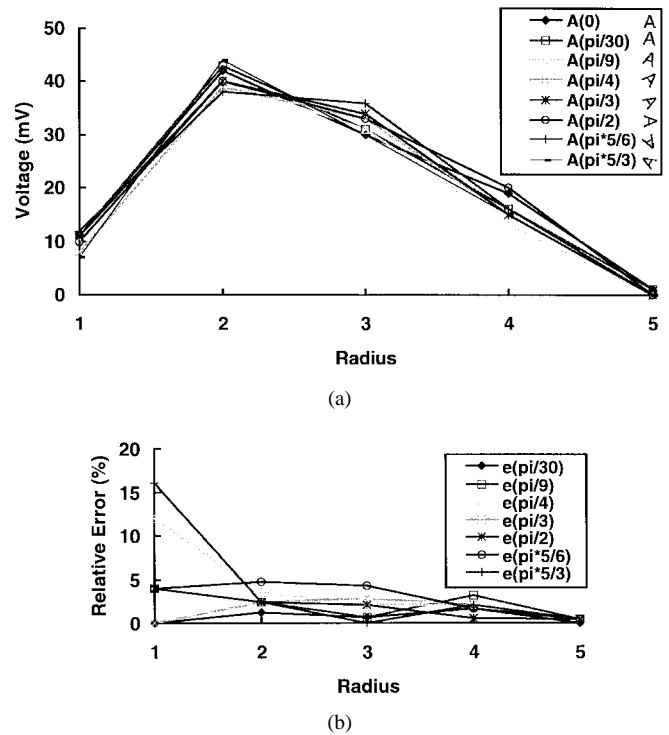 50
40
30
20
10
0
Voltage (mV)
1 2 3 4 5
Radius
A(0) A
A(pi/30) A
A(pi/9) A
A(pi/4) A
A(pi/3) A
A(pi/2) A
A(pi*5/6) A
A(pi*5/3) A
(a)
20
15
10
5
0
Relative Error (%)
1 2 3 4 5
Radius
e(pi/30)
e(pi/9)
e(pi/4)
e(pi/3)
e(pi/2)
e(pi*5/6)
e(pi*5/3)
(b)